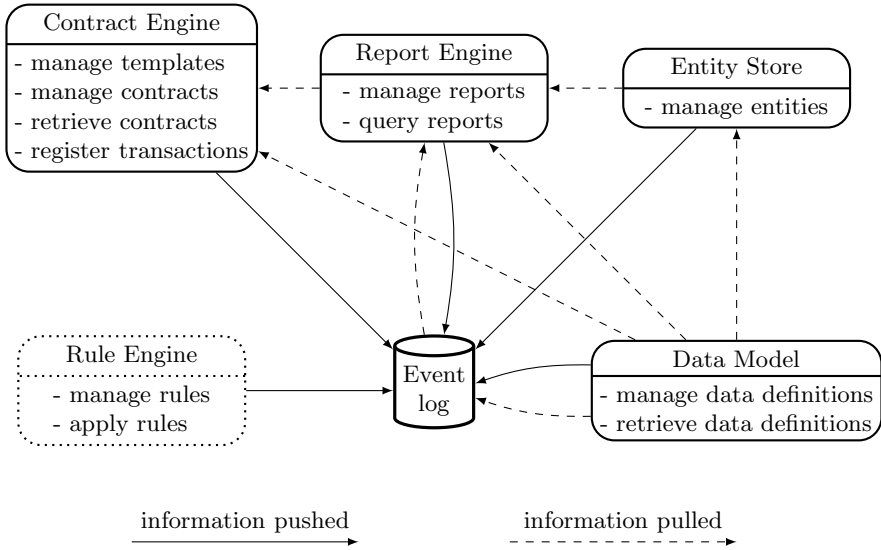 Contract Engine
- manage templates
- manage contracts
- retrieve contracts
- register transactions
Report Engine
- manage reports
- query reports
Entity Store
- manage entities
Rule Engine
- manage rules
- apply rules
Event
log
Data Model
- manage data definitions
- retrieve data definitions
information pushed
information pulled